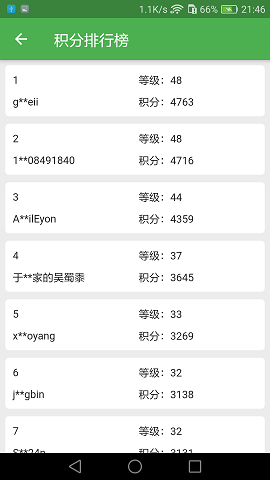 1.1K/s 66% 21:46
积分排行榜
1 等级：48
g**eii 积分：4763
2 等级：48
1**08491840 积分：4716
3 等级：44
A**ilEyon 积分：4359
4 等级：37
于**家的吴蜀黍 积分：3645
5 等级：33
x**oyang 积分：3269
6 等级：32
j**gbin 积分：3138
7 等级：32
S**24n 积分：3131